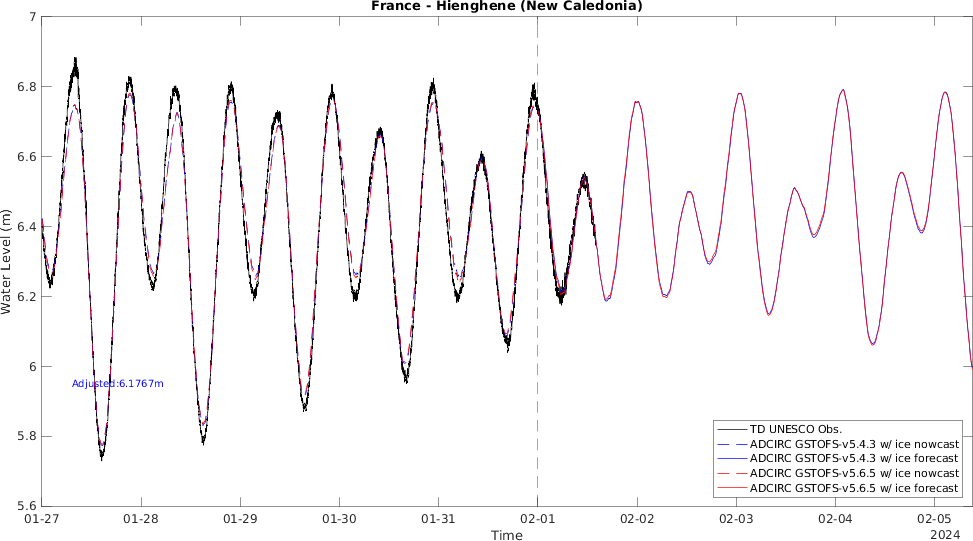 France - Hienghene (New Caledonia)
7
6.8
6.6
6.4
6.2
6
5.8
5.6
Water Level (m)
Adjusted:6.1767m
TD UNESCO Obs.
ADCIRC GSTOFS-v5.4.3 w/ ice nowcast
ADCIRC GSTOFS-v5.4.3 w/ ice forecast
ADCIRC GSTOFS-v5.6.5 w/ ice nowcast
ADCIRC GSTOFS-v5.6.5 w/ ice forecast
01-27 01-28 01-29 01-30 01-31 02-01 02-02 02-03 02-04 02-05
Time
2024